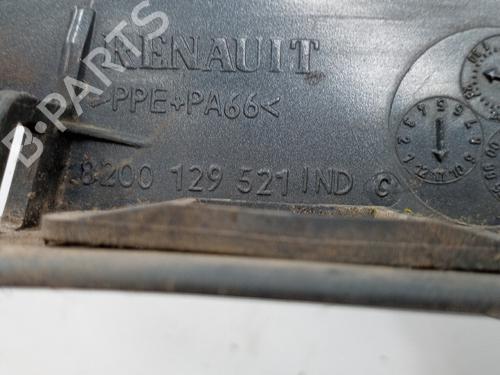 RENAULT
>PPE+PA66<
8200 129 521 IND C
B-PARTS